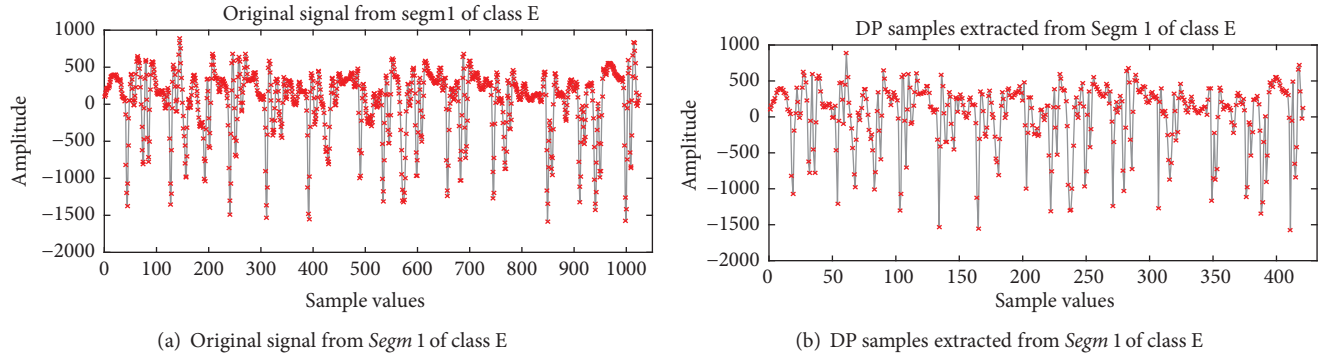 Original signal from segm1 of class E
1000
500
0
−500
−1000
−1500
−2000
Amplitude
0 100 200 300 400 500 600 700 800 900 1000
Sample values
(a) Original signal from Segm 1 of class E
DP samples extracted from Segm 1 of class E
1000
500
0
−500
−1000
−1500
−2000
Amplitude
0 50 100 150 200 250 300 350 400
Sample values
(b) DP samples extracted from Segm 1 of class E